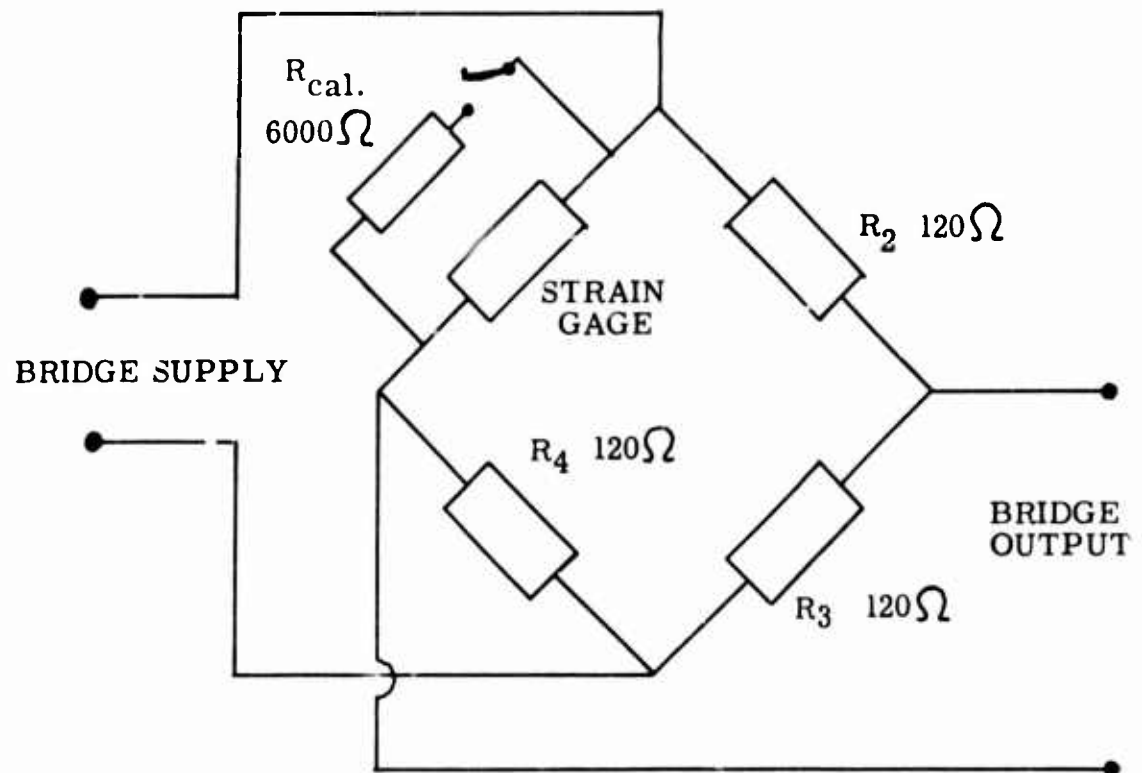 R cal.
6000Ω
R2 120Ω
STRAIN
GAGE
BRIDGE SUPPLY
R4 120Ω
BRIDGE
OUTPUT
R3 120Ω